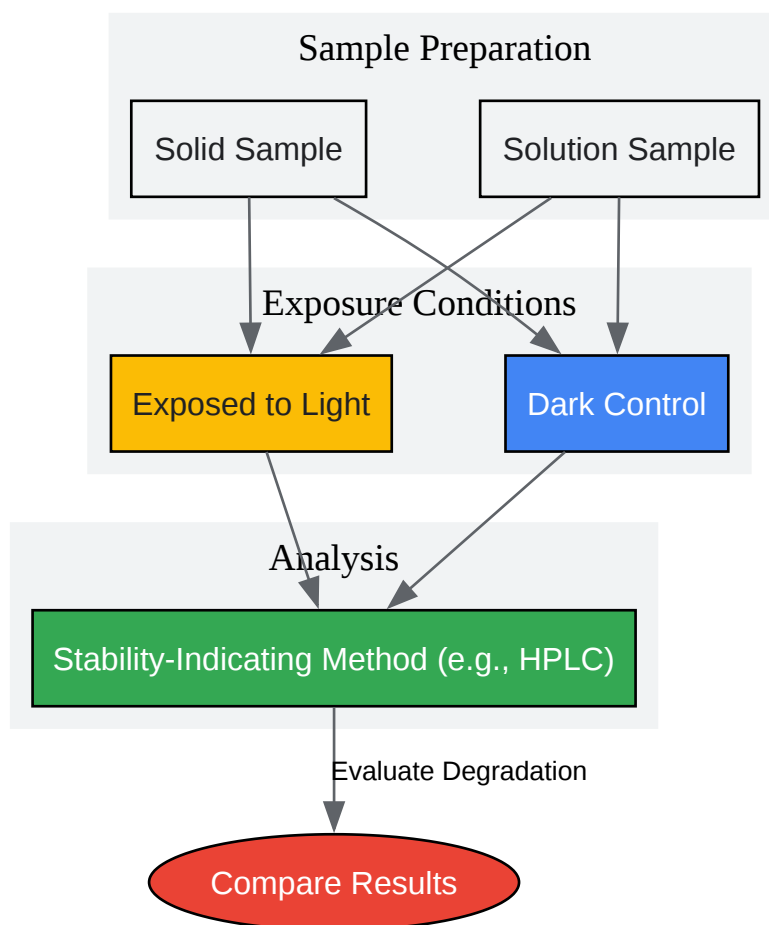 Sample Preparation
Solid Sample
Solution Sample
Exposure Conditions
Exposed to Light
Dark Control
Analysis
Stability-Indicating Method (e.g., HPLC)
Evaluate Degradation
Compare Results